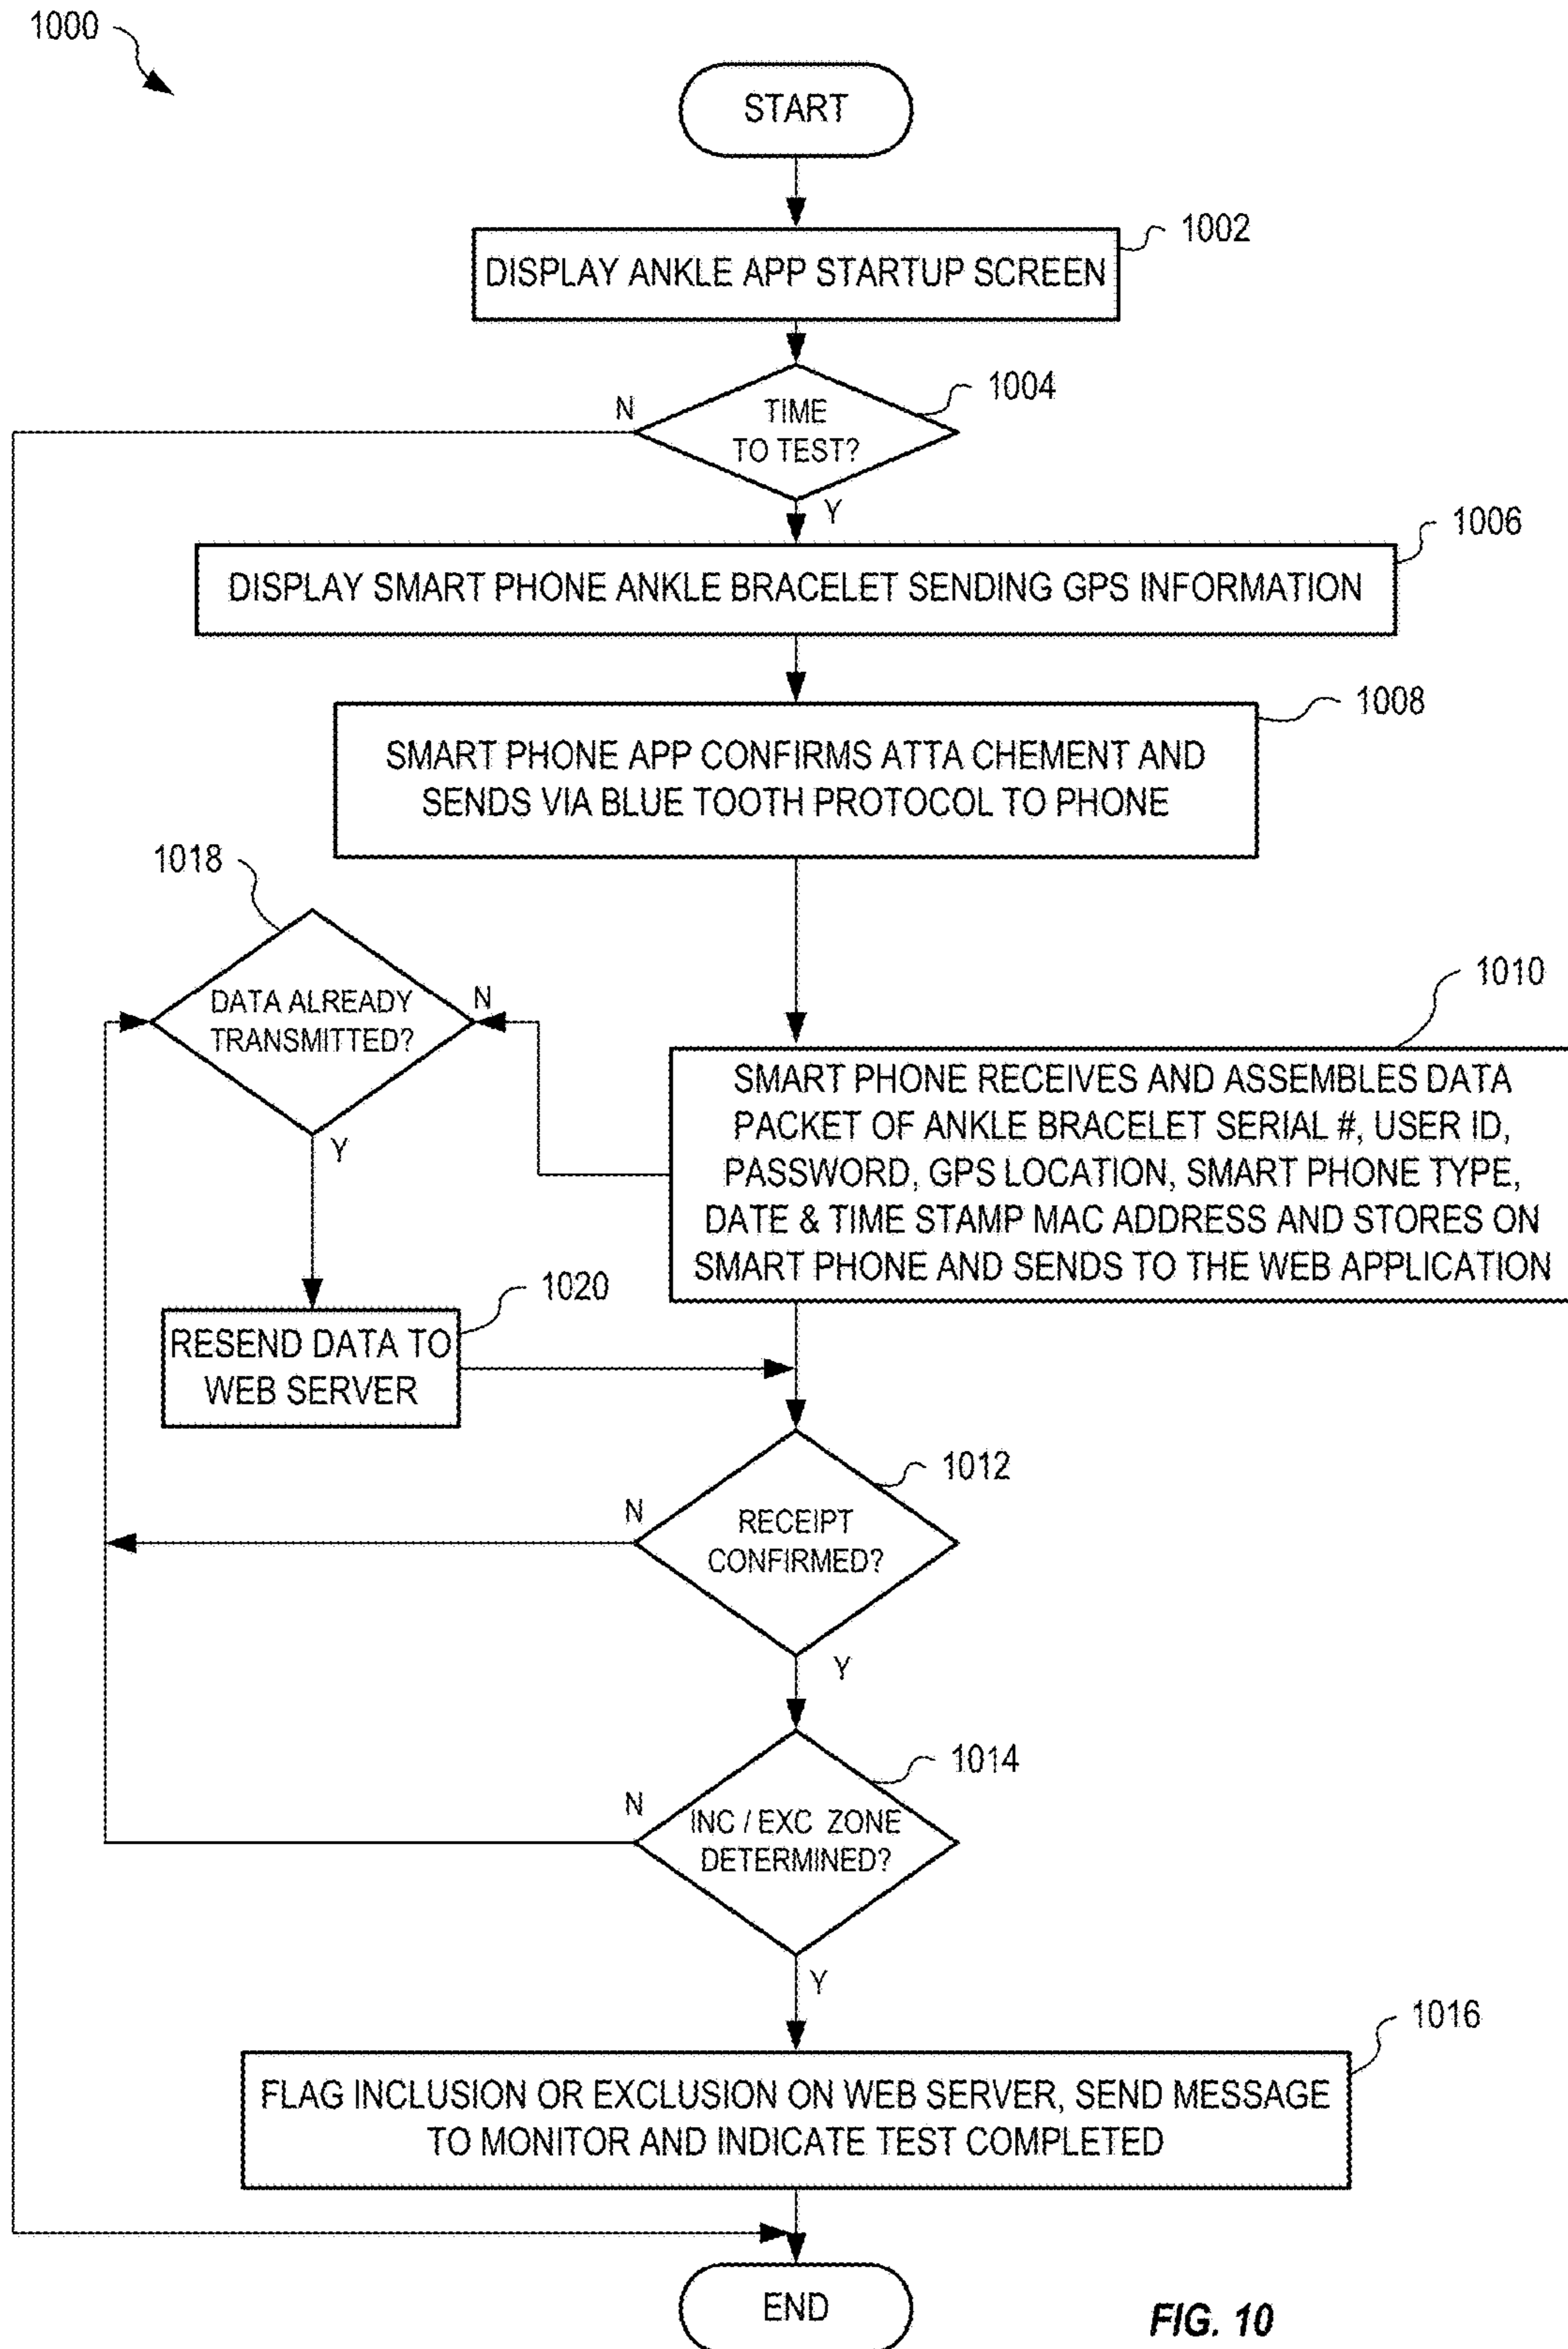 1000
START
1002
DISPLAY ANKLE APP STARTUP SCREEN
1004
N
TIME
TO TEST?
Y
1006
DISPLAY SMART PHONE ANKLE BRACELET SENDING GPS INFORMATION
1008
SMART PHONE APP CONFIRMS ATTA CHEMENT AND
SENDS VIA BLUE TOOTH PROTOCOL TO PHONE
1018
DATA ALREADY
TRANSMITTED?
N
Y
1010
SMART PHONE RECEIVES AND ASSEMBLES DATA
PACKET OF ANKLE BRACELET SERIAL #, USER ID,
PASSWORD, GPS LOCATION, SMART PHONE TYPE,
DATE & TIME STAMP MAC ADDRESS AND STORES ON
SMART PHONE AND SENDS TO THE WEB APPLICATION
1020
RESEND DATA TO
WEB SERVER
1012
N
RECEIPT
CONFIRMED?
Y
1014
N
INC / EXC ZONE
DETERMINED?
Y
1016
FLAG INCLUSION OR EXCLUSION ON WEB SERVER, SEND MESSAGE
TO MONITOR AND INDICATE TEST COMPLETED
END
FIG. 10